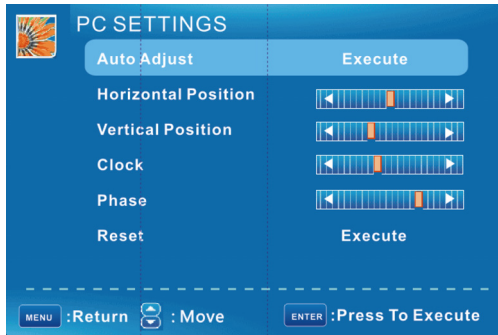 PC SETTINGS
Auto Adjust Execute
Horizontal Position
Vertical Position
Clock
Phase
Reset Execute
MENU :Return : Move ENTER :Press To Execute